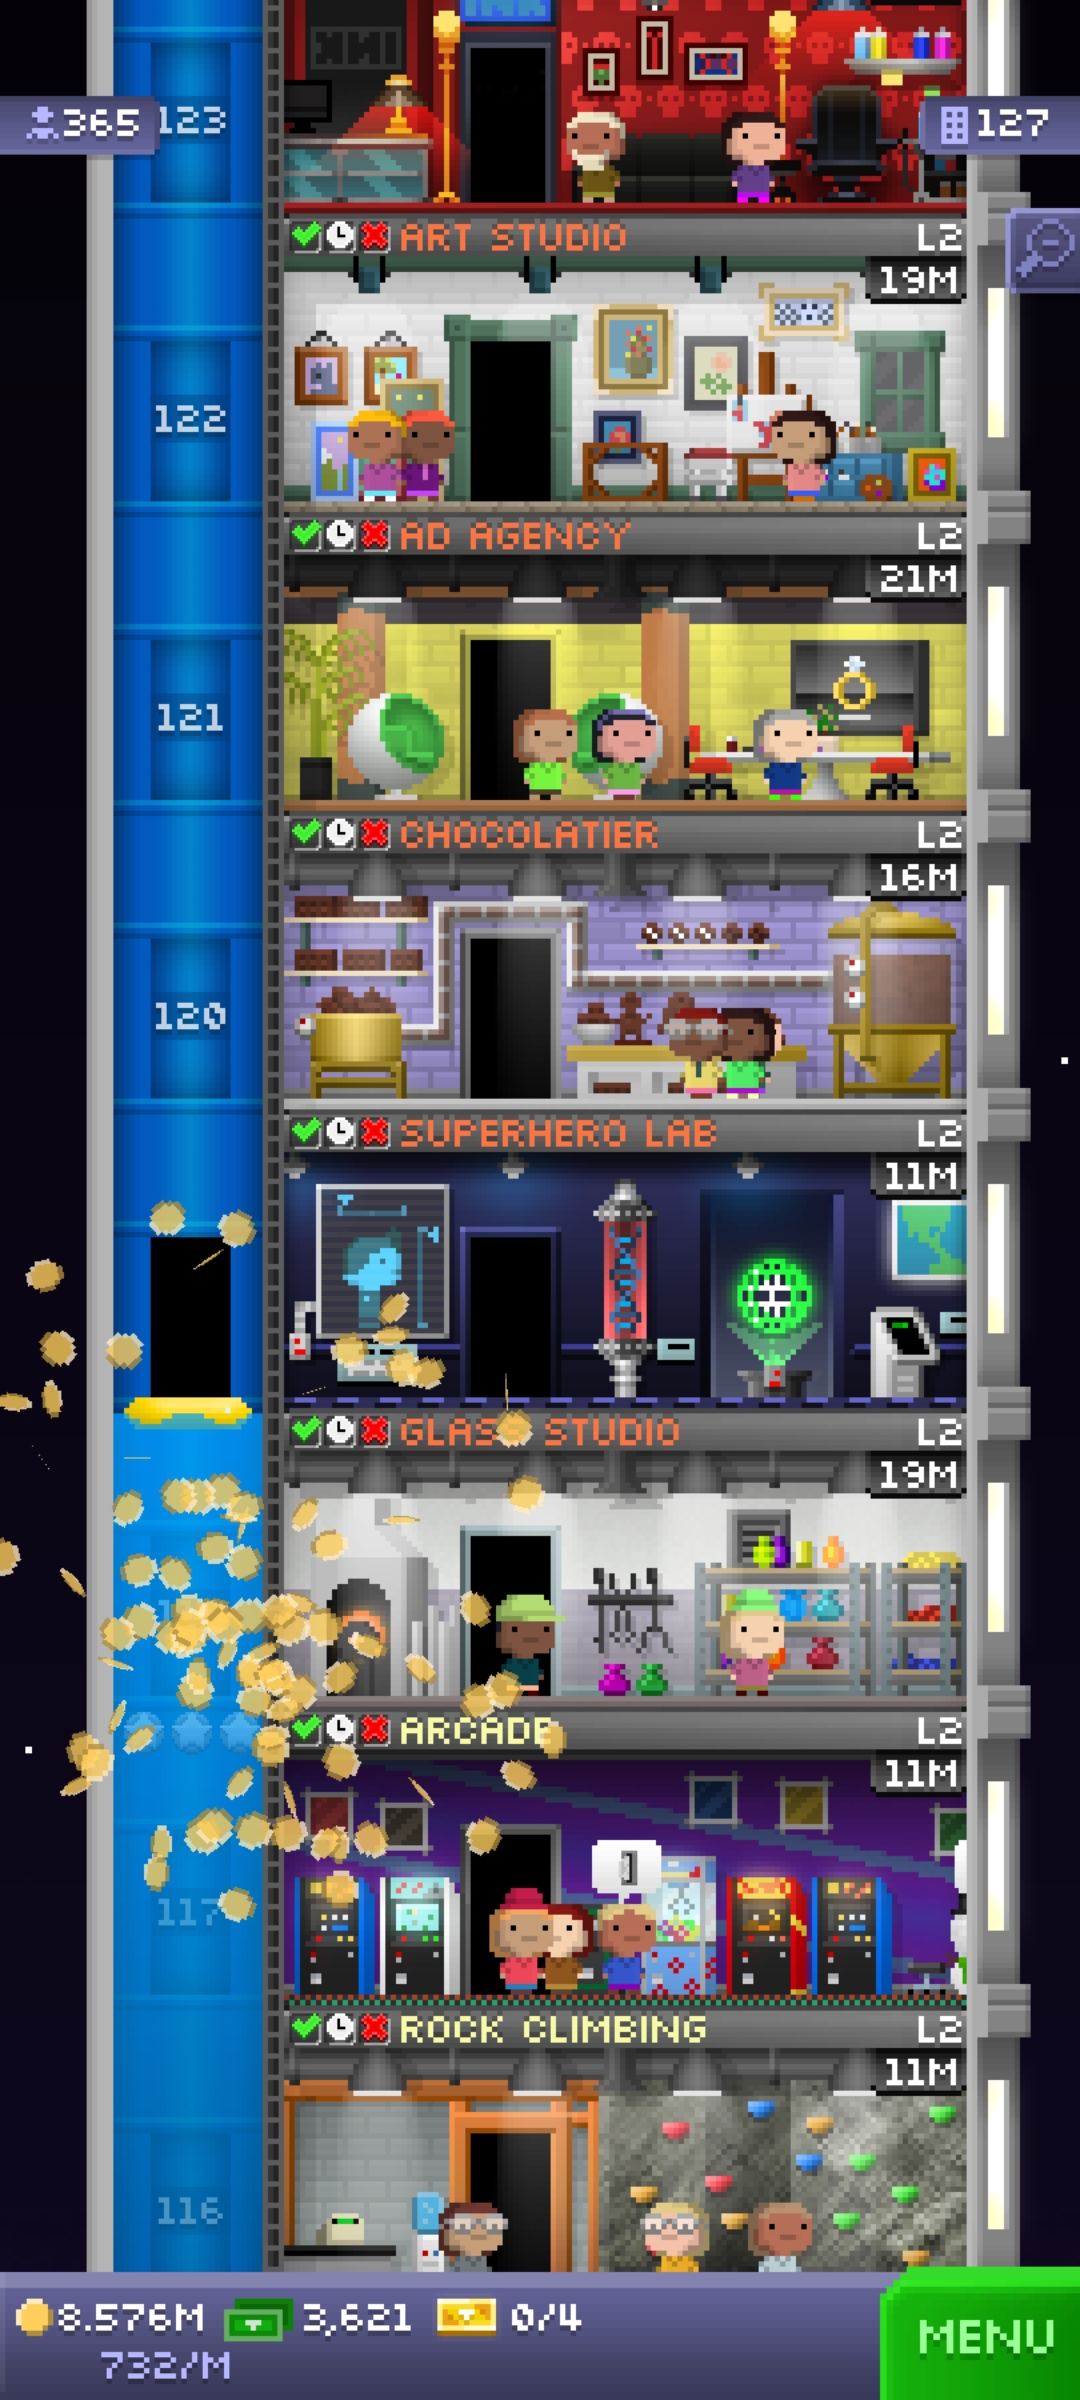 INK
365
123
127
ART STUDIO L2
19M
122
AD AGENCY L2
21M
121
CHOCOLATIER L2
16M
120
SUPERHERO LAB L2
11M
STUDIO L2
19M
ARCADE L2
11M
117
ROCK CLIMBING L2
11M
116
8.576M 3,621 0/4
732/M
MENU